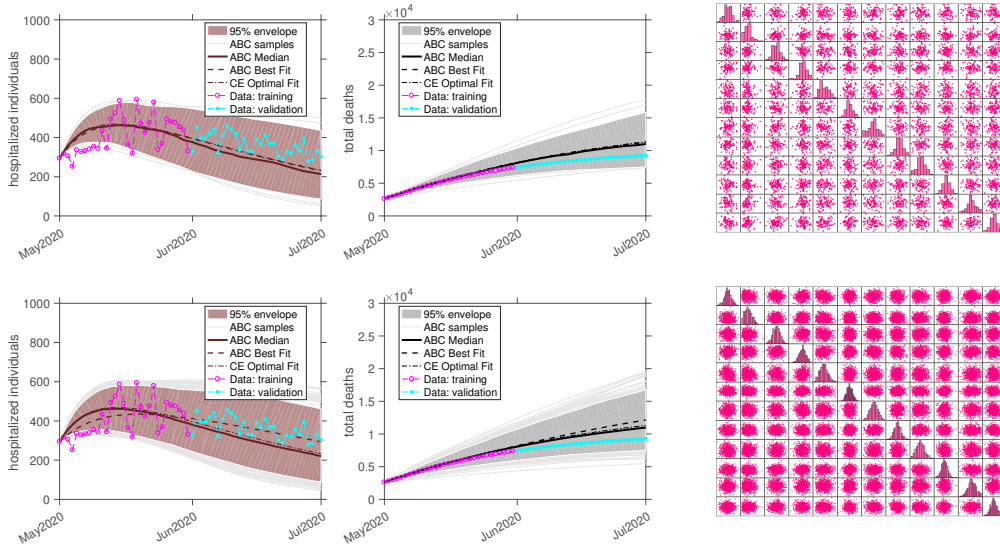 1000
800
600
400
200
0
hospitalized individuals
May2020
Jun2020
Jul2020
95% envelope
ABC samples
ABC Median
ABC Best Fit
CE Optimal Fit
Data: training
Data: validation
×10⁴
3
2.5
2
1.5
1
0.5
0
total deaths
May2020
Jun2020
Jul2020
95% envelope
ABC samples
ABC Median
ABC Best Fit
CE Optimal Fit
Data: training
Data: validation
1000
800
600
400
200
0
hospitalized individuals
May2020
Jun2020
Jul2020
95% envelope
ABC samples
ABC Median
ABC Best Fit
CE Optimal Fit
Data: training
Data: validation
×10⁴
3
2.5
2
1.5
1
0.5
0
total deaths
May2020
Jun2020
Jul2020
95% envelope
ABC samples
ABC Median
ABC Best Fit
CE Optimal Fit
Data: training
Data: validation